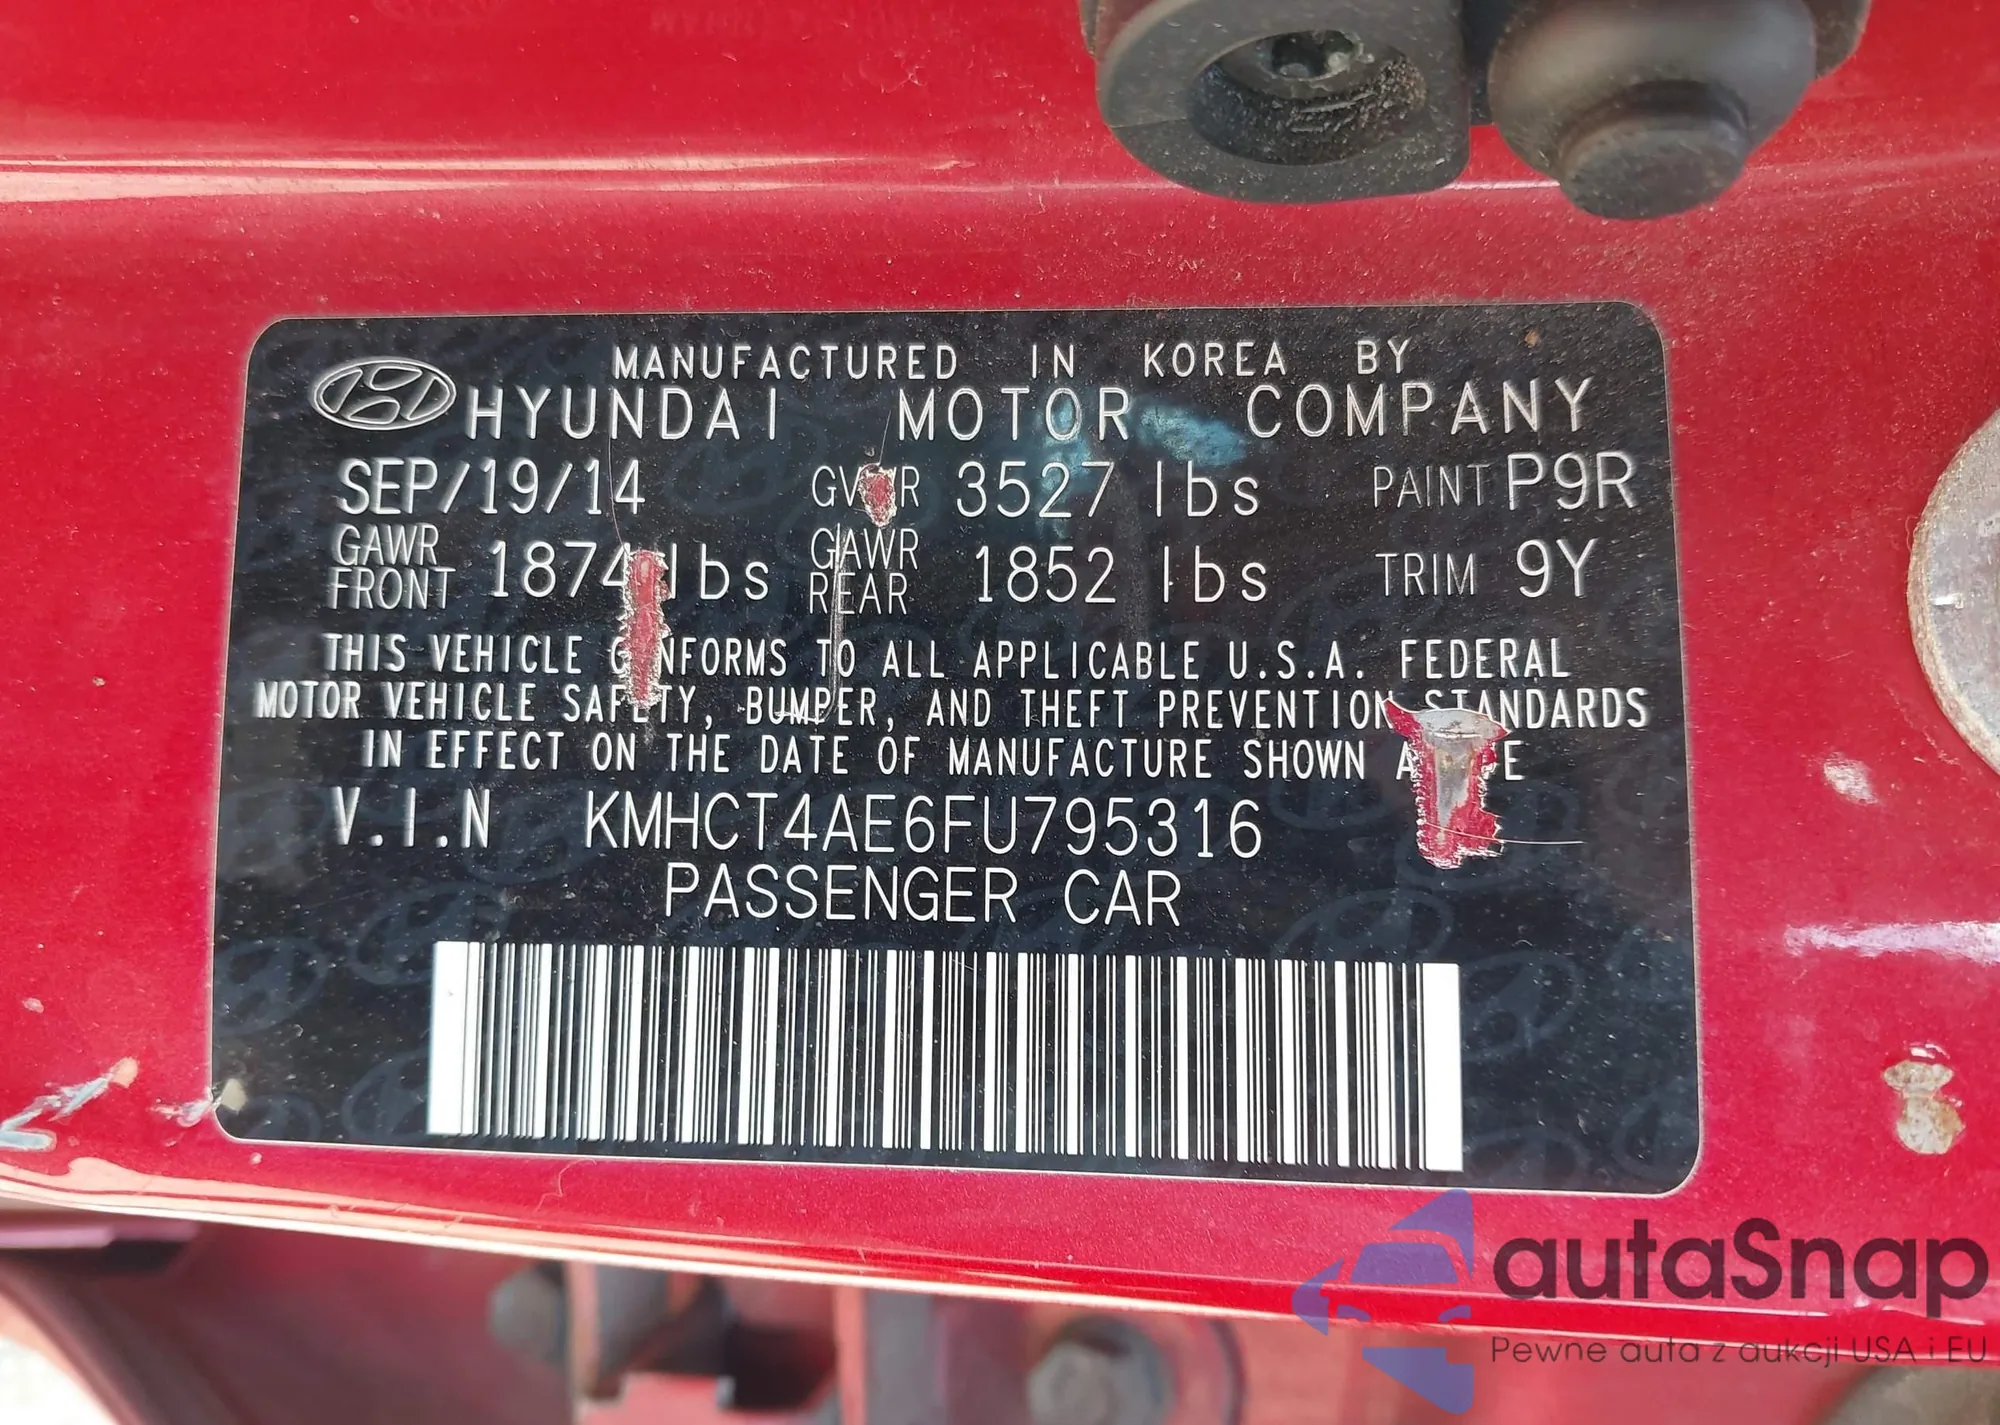 MANUFACTURED IN KOREA BY
HYUNDAI MOTOR COMPANY
SEP/19/14 GVWR 3527 lbs PAINT P9R
GAWR FRONT 1874 lbs GAWR REAR 1852 lbs TRIM 9Y
THIS VEHICLE CONFORMS TO ALL APPLICABLE U.S.A. FEDERAL
MOTOR VEHICLE SAFETY, BUMPER, AND THEFT PREVENTION STANDARDS
IN EFFECT ON THE DATE OF MANUFACTURE SHOWN
V.I.N KMHCT4AE6FU795316
PASSENGER CAR
autaSnap
Pewne auta z aukcji USA i EU